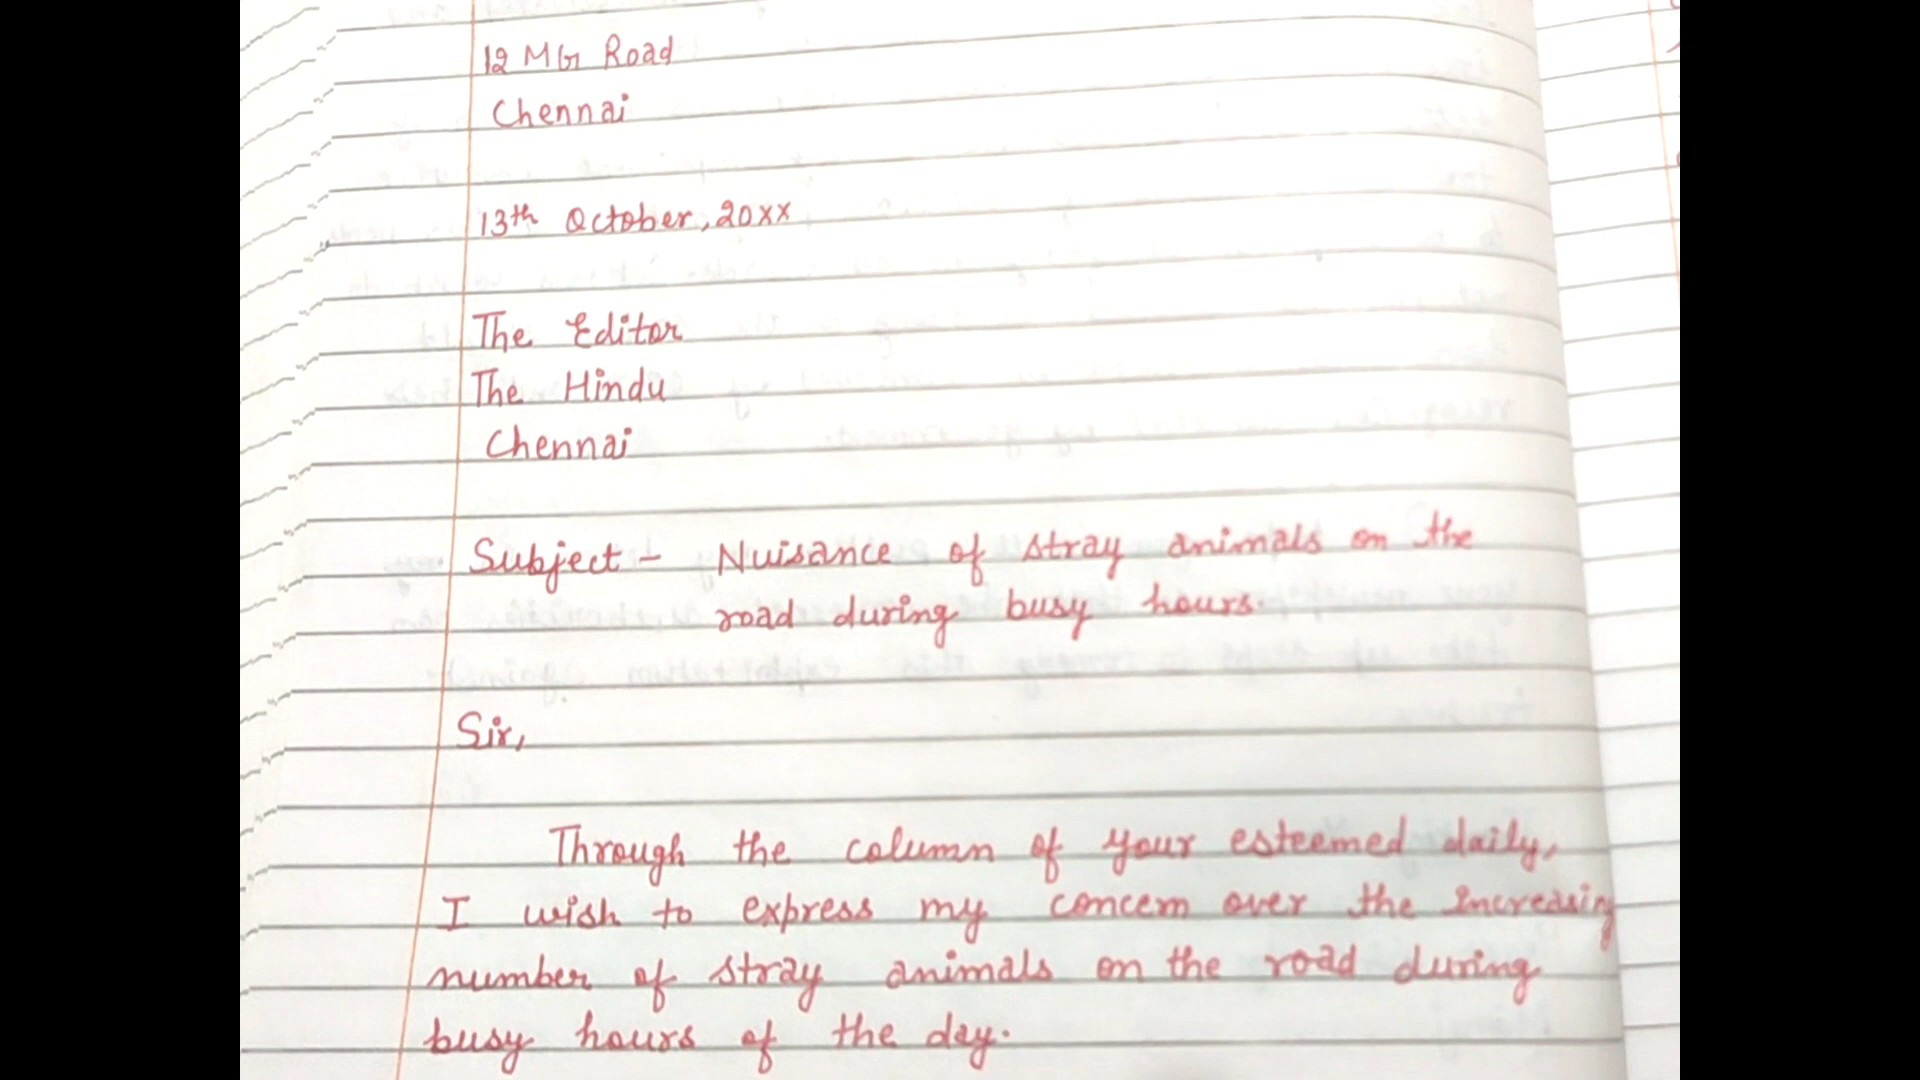 12 MG Road
Chennai
13th October, 20xx
The Editor
The Hindu
Chennai
Subject - Nuisance of stray animals on the
road during busy hours.
Sir,
Through the column of your esteemed daily,
I wish to express my concern over the increasing
number of stray animals on the road during
busy hours of the day.